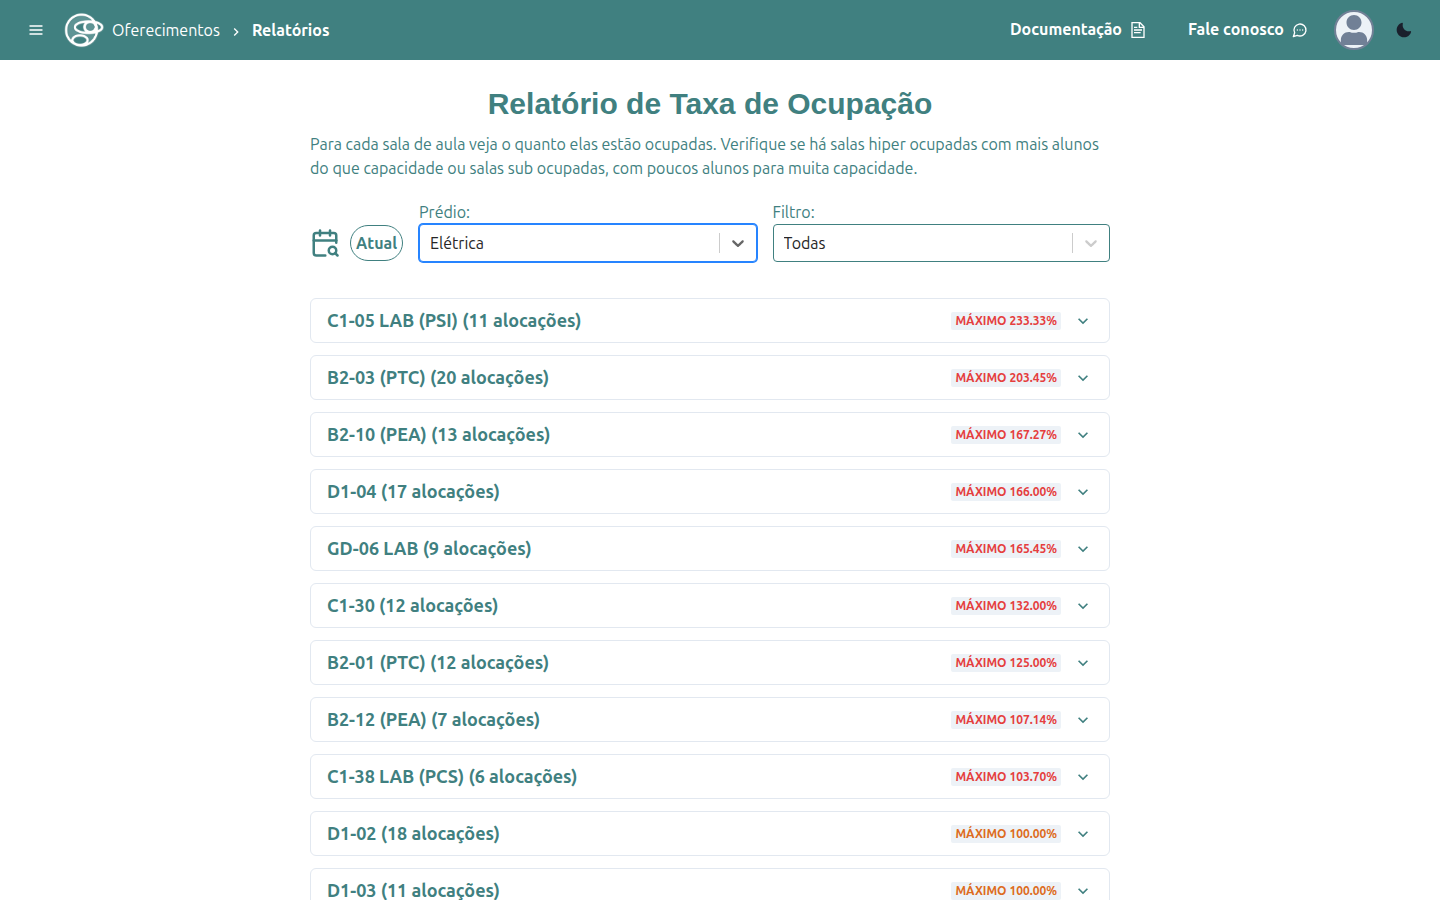 Oferecimentos › Relatórios
Documentação
Fale conosco
Relatório de Taxa de Ocupação
Para cada sala de aula veja o quanto elas estão ocupadas. Verifique se há salas hiper ocupadas com mais alunos
do que capacidade ou salas sub ocupadas, com poucos alunos para muita capacidade.
Atual
Prédio:
Elétrica
Filtro:
Todas
C1-05 LAB (PSI) (11 alocações) MÁXIMO 233.33%
B2-03 (PTC) (20 alocações) MÁXIMO 203.45%
B2-10 (PEA) (13 alocações) MÁXIMO 167.27%
D1-04 (17 alocações) MÁXIMO 166.00%
GD-06 LAB (9 alocações) MÁXIMO 165.45%
C1-30 (12 alocações) MÁXIMO 132.00%
B2-01 (PTC) (12 alocações) MÁXIMO 125.00%
B2-12 (PEA) (7 alocações) MÁXIMO 107.14%
C1-38 LAB (PCS) (6 alocações) MÁXIMO 103.70%
D1-02 (18 alocações) MÁXIMO 100.00%
D1-03 (11 alocações) MÁXIMO 100.00%